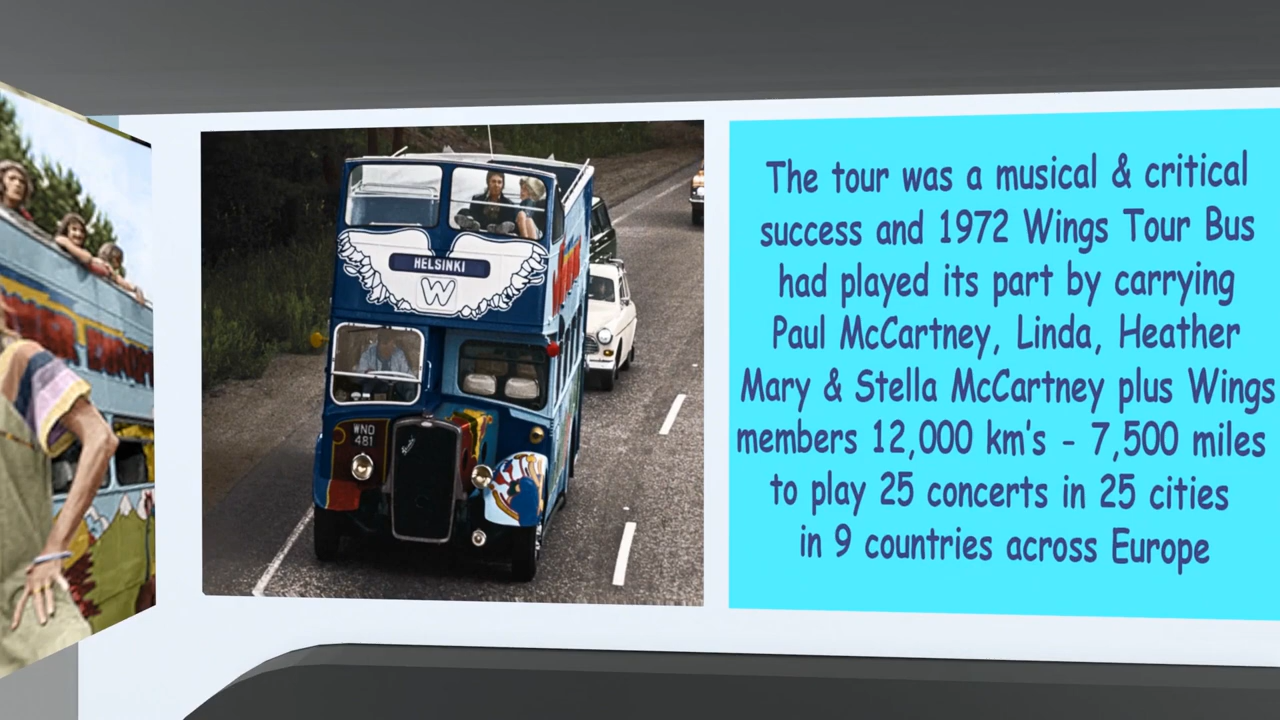 HELSINKI
W
WNO
481
The tour was a musical & critical
success and 1972 Wings Tour Bus
had played its part by carrying
Paul McCartney, Linda, Heather
Mary & Stella McCartney plus Wings
members 12,000 km's - 7,500 miles
to play 25 concerts in 25 cities
in 9 countries across Europe